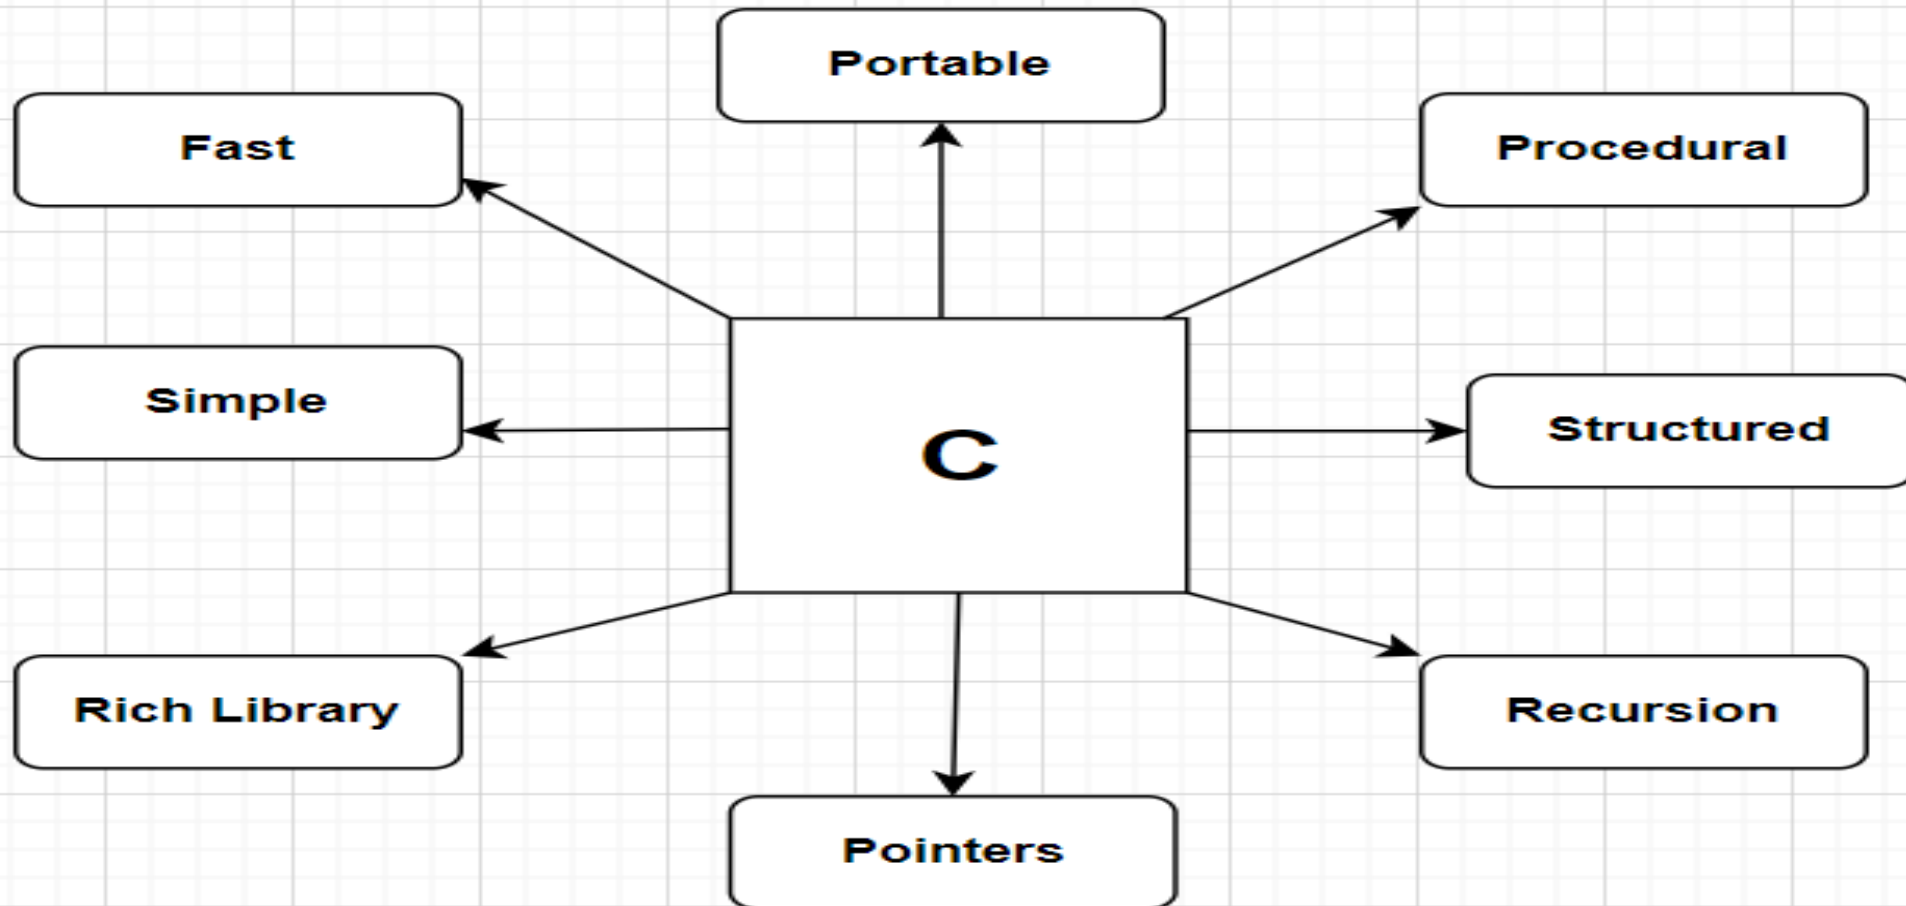 Portable
Fast
Procedural
Simple
C
Structured
Rich Library
Recursion
Pointers